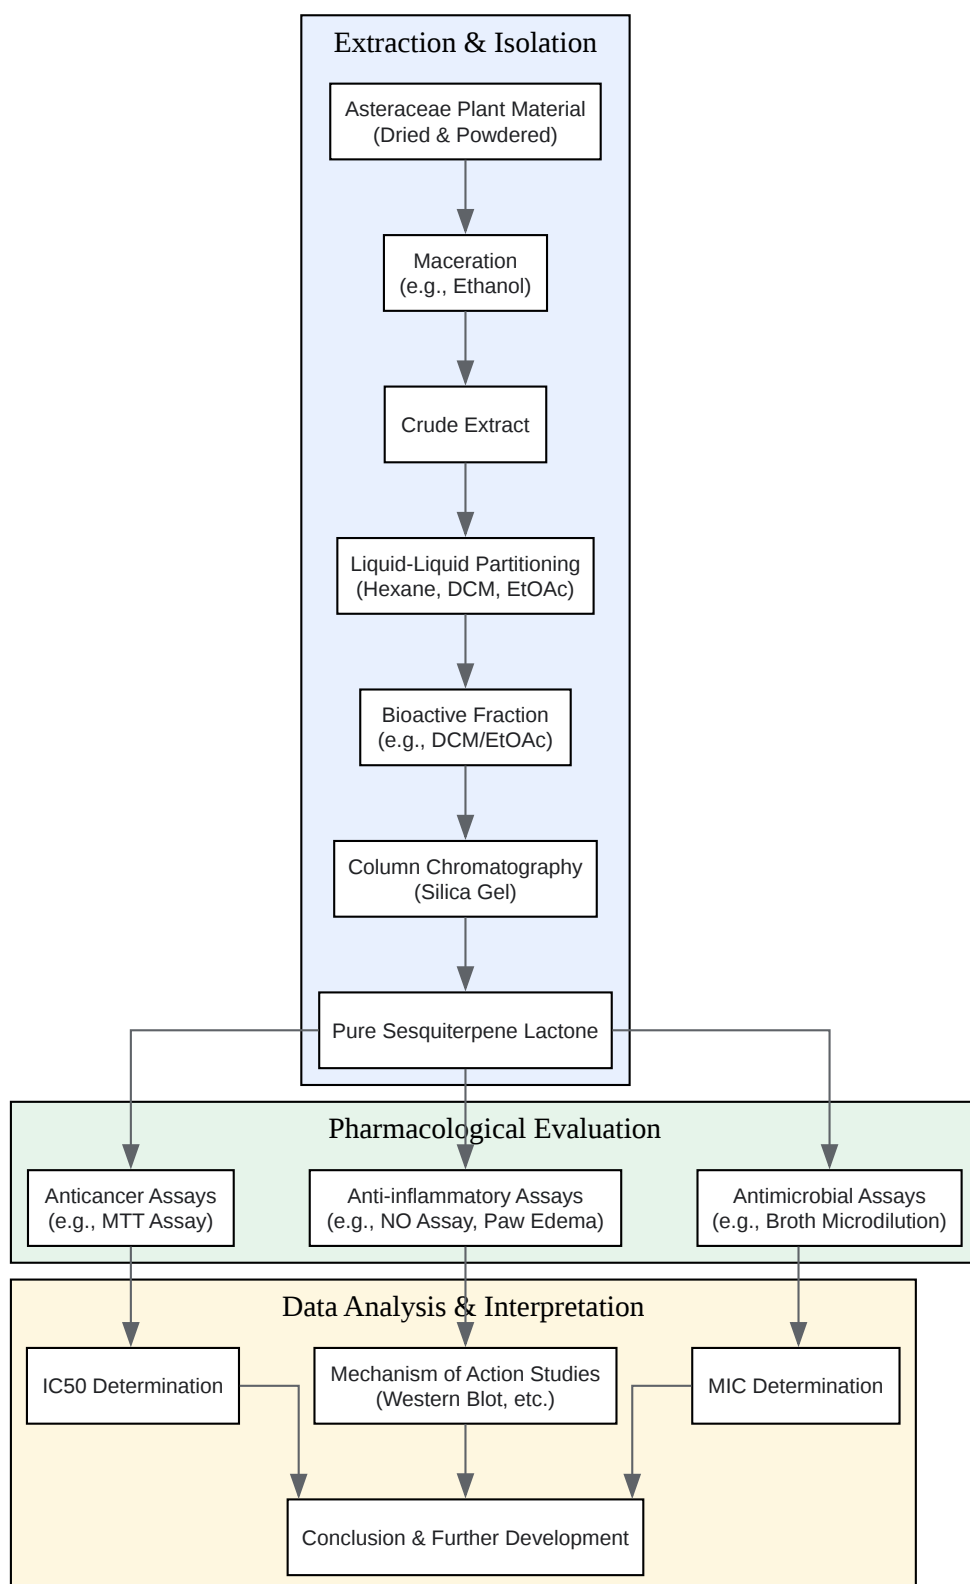 Extraction & Isolation
Asteraceae Plant Material
(Dried & Powdered)
Maceration
(e.g., Ethanol)
Crude Extract
Liquid-Liquid Partitioning
(Hexane, DCM, EtOAc)
Bioactive Fraction
(e.g., DCM/EtOAc)
Column Chromatography
(Silica Gel)
Pure Sesquiterpene Lactone
Pharmacological Evaluation
Anticancer Assays
(e.g., MTT Assay)
Anti-inflammatory Assays
(e.g., NO Assay, Paw Edema)
Antimicrobial Assays
(e.g., Broth Microdilution)
Data Analysis & Interpretation
IC50 Determination
Mechanism of Action Studies
(Western Blot, etc.)
MIC Determination
Conclusion & Further Development